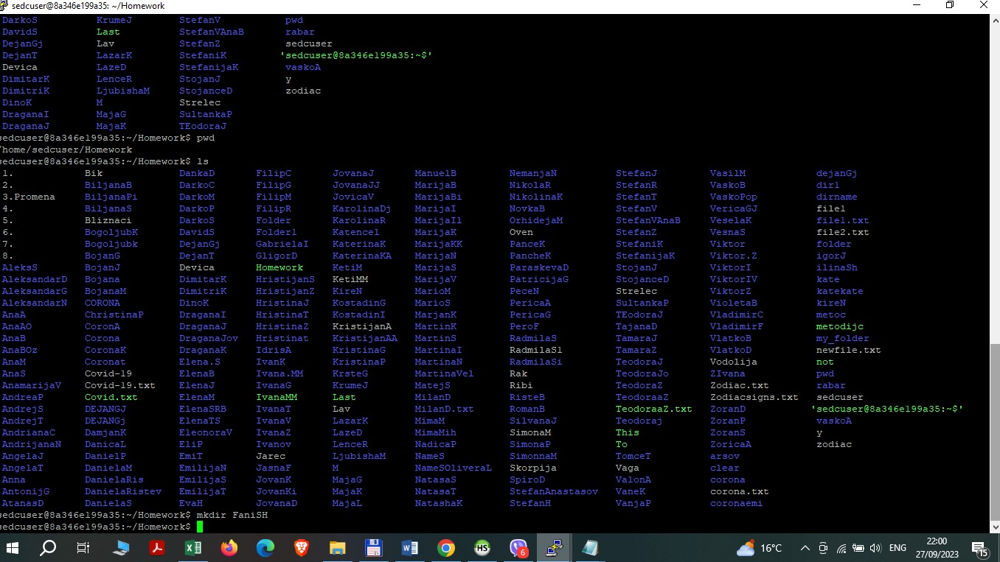 sedcuser@8a346e199a35: ~/Homework
DarkoS KrumeJ StefanV pwd
DavidS Last StefanVAnaB rabar
DejanGj Lav StefanZ sedcuser
DejanT LazarK StefaniK 'sedcuser@8a346e199a35:~$'
Devica LazeD StefanijaK vaskoA
DimitarK LenceR StojanJ y
DimitriK LjubishaM StojanceD zodiac
DinoK M Strelec
DraganaI MajaG SultankaP
DraganaJ MajaK TEodoraJ
sedcuser@8a346e199a35:~/Homework$ pwd
/home/sedcuser/Homework
sedcuser@8a346e199a35:~/Homework$ ls
1. Bik DankaD FilipC JovanaJ ManuelB NemanjaN StefanJ VasilM dejanGj
2. BiljanaB DarkoC FilipG JovanaJJ MarijaB NikolaR StefanR VaskoB dir1
3.Promena BiljanaPi DarkoM FilipM JovicaV MarijaBi NikolinaK StefanT VaskoPop dirname
4. BiljanaS DarkoP FilipR KarolinaDj MarijaI NovkaB StefanV VericaGJ file1
5. Bliznaci DarkoS Folder KarolinaR MarijaIl OrhidejaM StefanVAnaB VeselaK file1.txt
6. BogoljubK DavidS Folder1 Katencel MarijaK Oven StefanZ VesnaS file2.txt
7. Bogoljubk DejanGj GabrielaI KaterinaK MarijaKK PanceK StefaniK Viktor folder
8. BojanG DejanT GligorD KaterinaKA MarijaN PancheK StefanijaK Viktor.Z igorJ
AleksS BojanJ Devica Homework KetiM MarijaS ParaskevaD StojanJ ViktorI ilinaSh
AleksandarD Bojana DimitarK HristijanS KetiMM MarijaV PatricijaG StojanceD ViktorIV kate
AleksandarG BojanaM DimitriK HristijanZ KireN MarioM PeceN Strelec ViktorZ katekate
AleksandarN CORONA DinoK HristinaJ KostadinG MarioS PericaA SultankaP VioletaB kireN
AnaA ChristinaP DraganaI HristinaT KostadinI MarjanK PericaG TEodoraJ VladimirC metoc
AnaAO CoronA DraganaJ HristinaZ KristijanA MartinK PeroF TajanaD VladimirF metodijc
AnaB Corona DraganaJov Hristinat KristijanAA MartinS RadmilaS TamaraJ VlatkoB my_folder
AnaBOz CoronaK DraganaK IdrisA KristinaG MartinaI RadmilaS1 TamaraZ VlatkoD newfile.txt
AnaM Coronat Elena.S IvanK KristinaP MartinaN RadmilaSi TeodoraJ Vodolija not
AnaS Covid-19 ElenaB Ivana.MM KrsteG MartinaVel Rak TeodoraJo ZIvana pwd
AnamarijaV Covid-19.txt ElenaJ IvanaG KrumeJ MatejS Ribi TeodoraZ Zodiac.txt rabar
AndreaP Covid.txt ElenaM IvanaMM Last MilanD RisteB TeodoraaZ Zodiacsigns.txt sedcuser
AndrejS DEJANGJ ElenaSRB IvanaT Lav MilanD.txt RomanB TeodoraaZ.txt ZoranD 'sedcuser@8a346e199a35:~$'
AndrejT DEJANGj ElenaTS IvanaV LazarK MimaM SilvanaJ Teodoraj ZoranP vaskoA
AndrianaC DamjanK EleonoraV IvanaZ LazeD MimaMih SimonaM This ZoranS y
AndrijanaN DanicaL EliP Ivanov LenceR NadicaP SimonaP To ZoricaA zodiac
AngelaJ DanielP EmiT Jarec LjubishaM NameS SimonnaM TomceT arsov
AngelaT DanielaM EmilijaN JasnaF M NameSOliveraL Skorpija Vaga clear
Anna DanielaRis EmilijaS JovanK MajaG NatasaS SpiroD ValonA corona
AntonijG DanielaRistev EmilijaT JovanKi MajaK NatasaT StefanAnastasov VaneK corona.txt
AtanasD DanielaS EvaH JovanaD MajaL NatashaK StefanH VanjaP coronaemi
sedcuser@8a346e199a35:~/Homework$ mkdir FaniSH
sedcuser@8a346e199a35:~/Homework$
HS 6 16°C ENG 22:00 27/09/2023 15